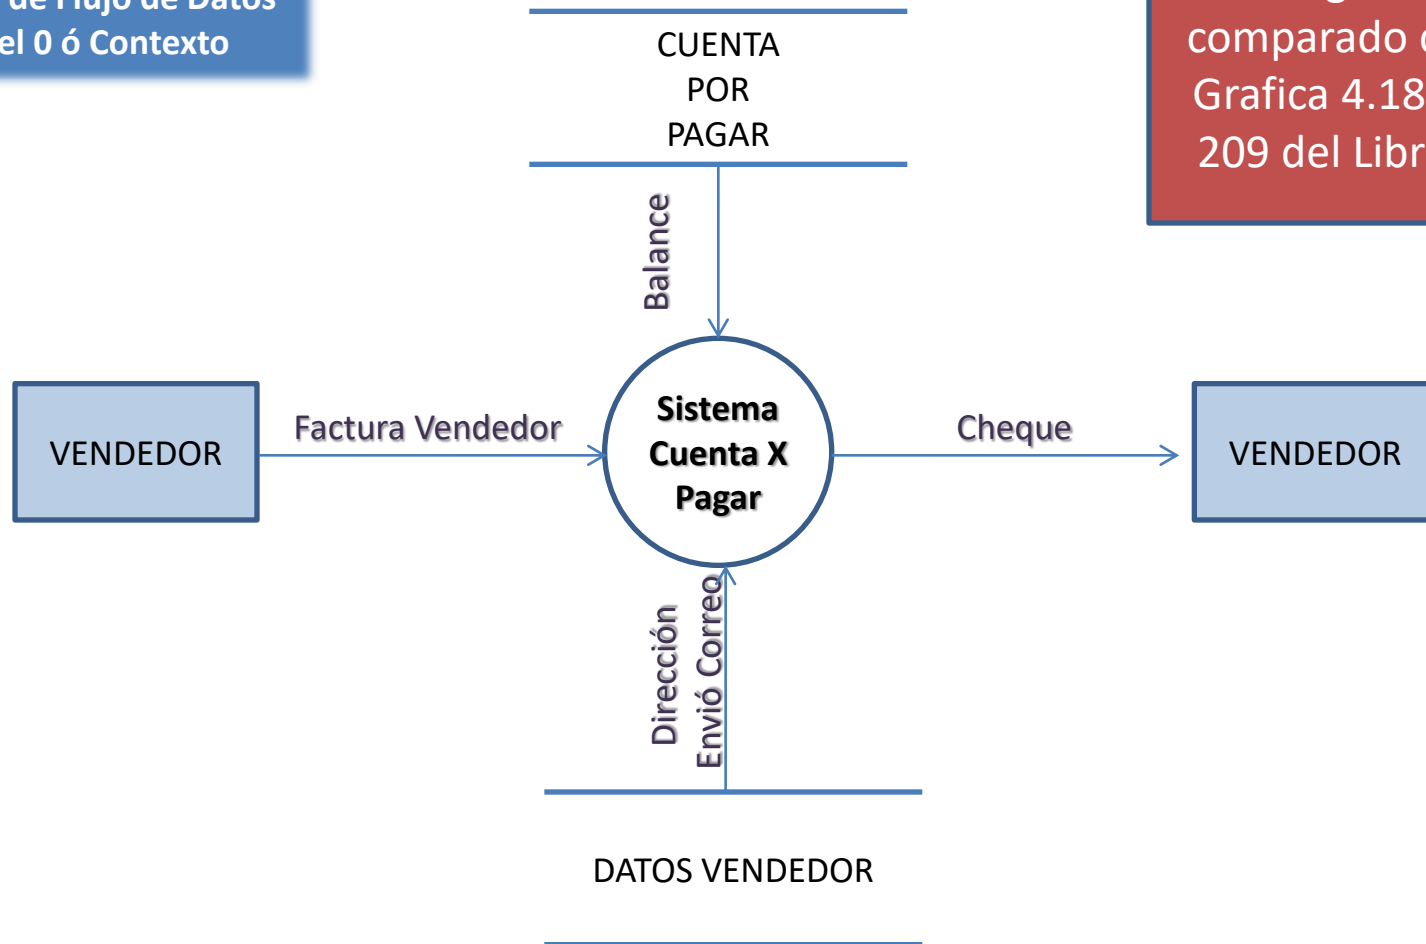 de Flujo de Datos
el 0 ó Contexto
CUENTA
POR
PAGAR
comparado
Grafica 4.18
209 del Libr
Balance
VENDEDOR
Factura Vendedor
Sistema
Cuenta X
Pagar
Cheque
VENDEDOR
Dirección
Envió Correo
DATOS VENDEDOR